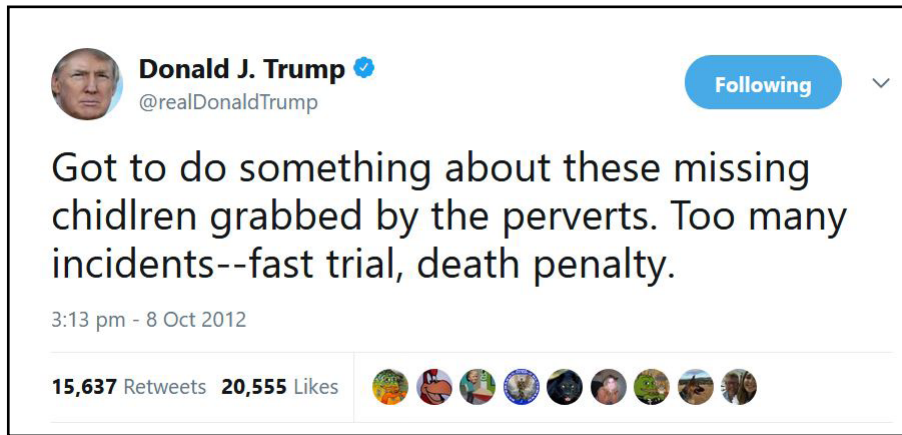 Donald J. Trump
@realDonaldTrump
Following
Got to do something about these missing
chidlren grabbed by the perverts. Too many
incidents--fast trial, death penalty.
3:13 pm - 8 Oct 2012
15,637 Retweets 20,555 Likes